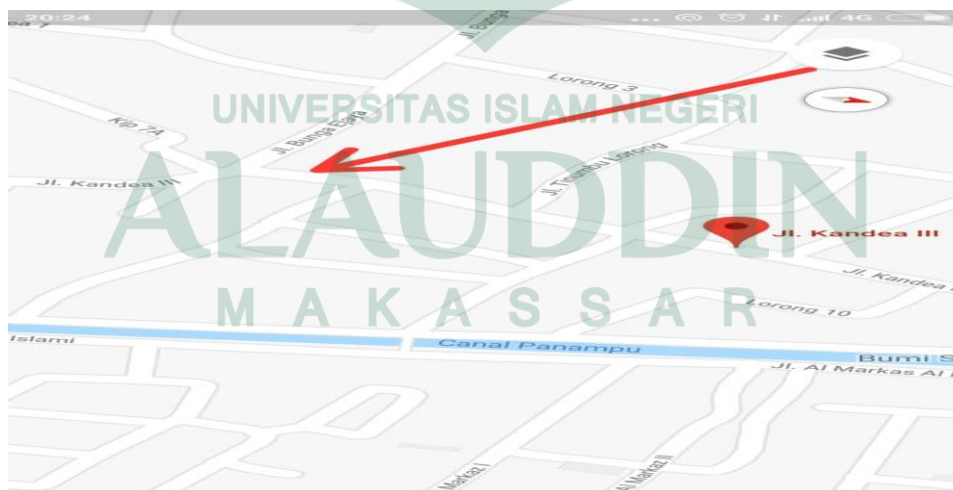 20:24
... 4G
Jl. Bunga
Lorong 3
UNIVERSITAS ISLAM NEGERI
Kip 7A
Jl. Bunga Ejaya
Jl. Tinumbu Lorong
Jl. Kandea III
ALAUDDIN
Jl. Kandea III
Jl. Kandea
Lorong 10
MAKASSAR
Islami
Canal Panampu
Bumi S
Jl. Al Markas Al
Markaz I
Al Markaz II